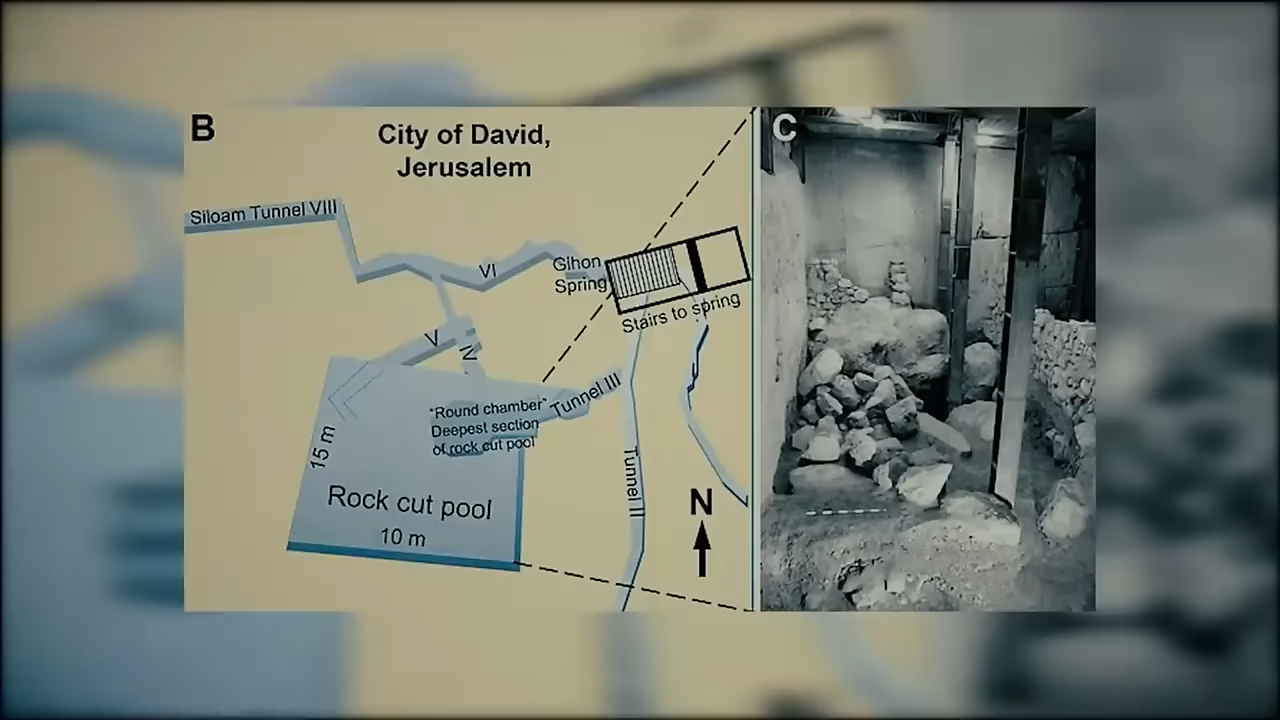 B
City of David,
Jerusalem
Siloam Tunnel VIII
VI
Gihon
Spring
Stairs to spring
V
IV
Tunnel III
"Round chamber"
Deepest section
of rock cut pool
15 m
Rock cut pool
10 m
Tunnel II
N
C